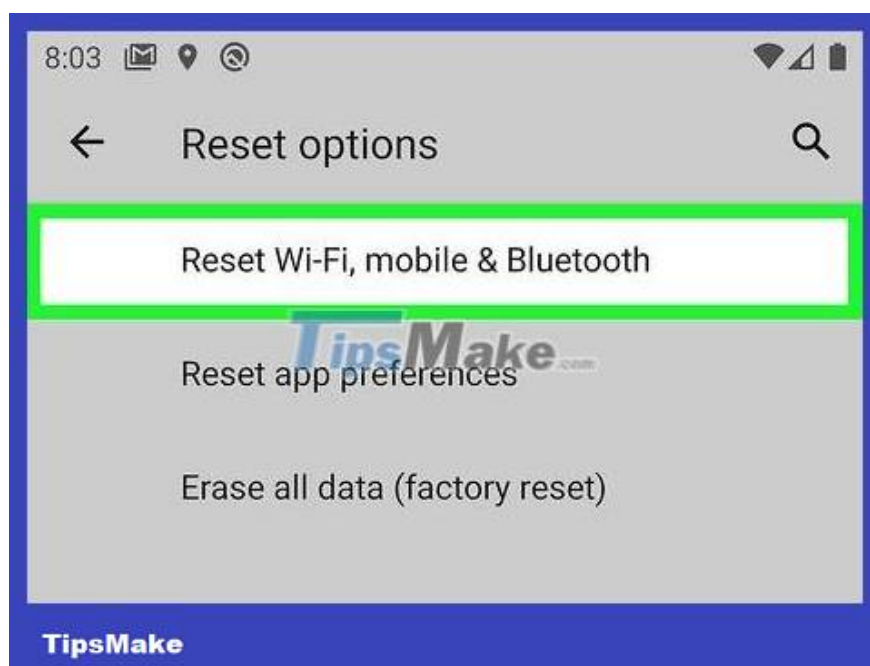 8:03
Reset options
Reset Wi-Fi, mobile & Bluetooth
TipsMake.com
Reset app preferences
Erase all data (factory reset)
TipsMake